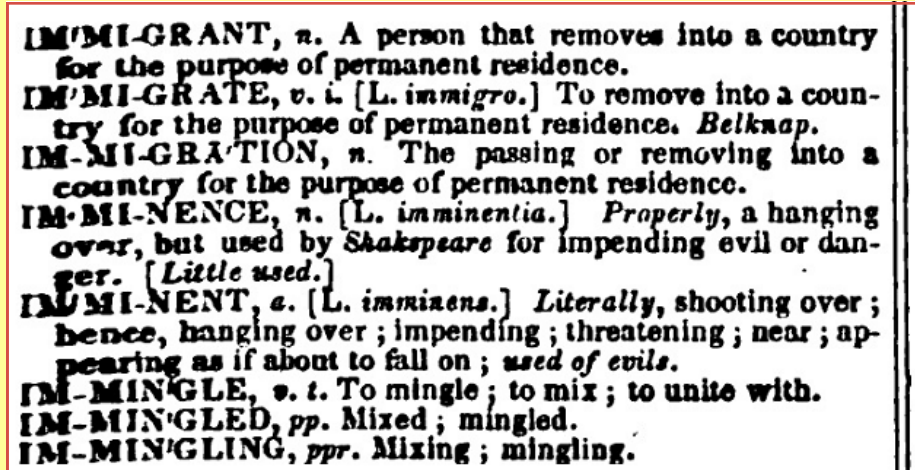 IM'MI-GRANT, n. A person that removes into a country
for the purpose of permanent residence.
IM'MI-GRATE, v. i. [L. immigro.] To remove into a coun-
try for the purpose of permanent residence. Belknap.
IM-MI-GRA'TION, n. The passing or removing into a
country for the purpose of permanent residence.
IM'MI-NENCE, n. [L. imminentia.] Properly, a hanging
over, but used by Shakspeare for impending evil or dan-
ger. [Little used.]
IM'MI-NENT, a. [L. imminens.] Literally, shooting over ;
hence, hanging over ; impending ; threatening ; near ; ap-
pearing as if about to fall on ; used of evils.
IM-MIN'GLE, v. t. To mingle ; to mix ; to unite with.
IM-MIN'GLED, pp. Mixed ; mingled.
IM-MIN'GLING, ppr. Mixing ; mingling.